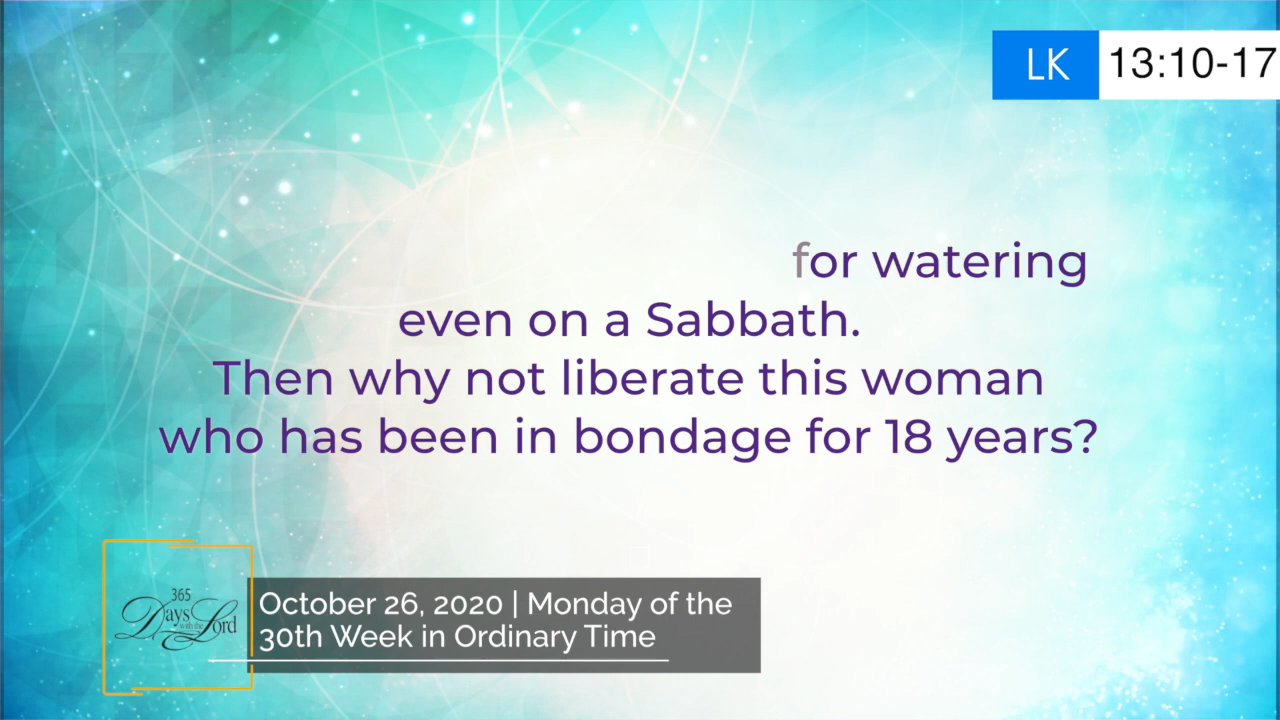 LK 13:10-17
for watering
even on a Sabbath.
Then why not liberate this woman
who has been in bondage for 18 years?
365
Days with the Lord
October 26, 2020 | Monday of the
30th Week in Ordinary Time